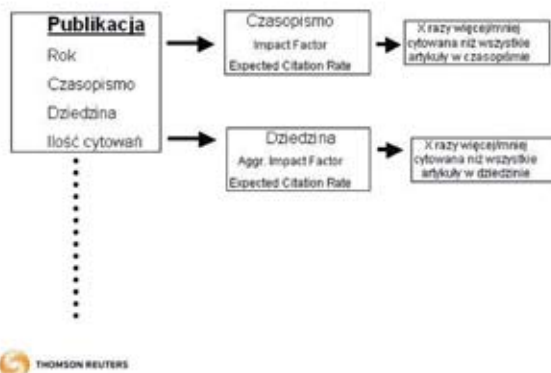 Publikacja
Rok
Czasopismo
Dziedzina
Ilość cytowań
Czasopismo
Impact Factor
Expected Citation Rate
X razy więcej/mniej
cytowana niż wszystkie
artykuły w czasopiśmie
Dziedzina
Aggr. Impact Factor
Expected Citation Rate
X razy więcej/mniej
cytowana niż wszystkie
artykuły w dziedzinie
THOMSON REUTERS